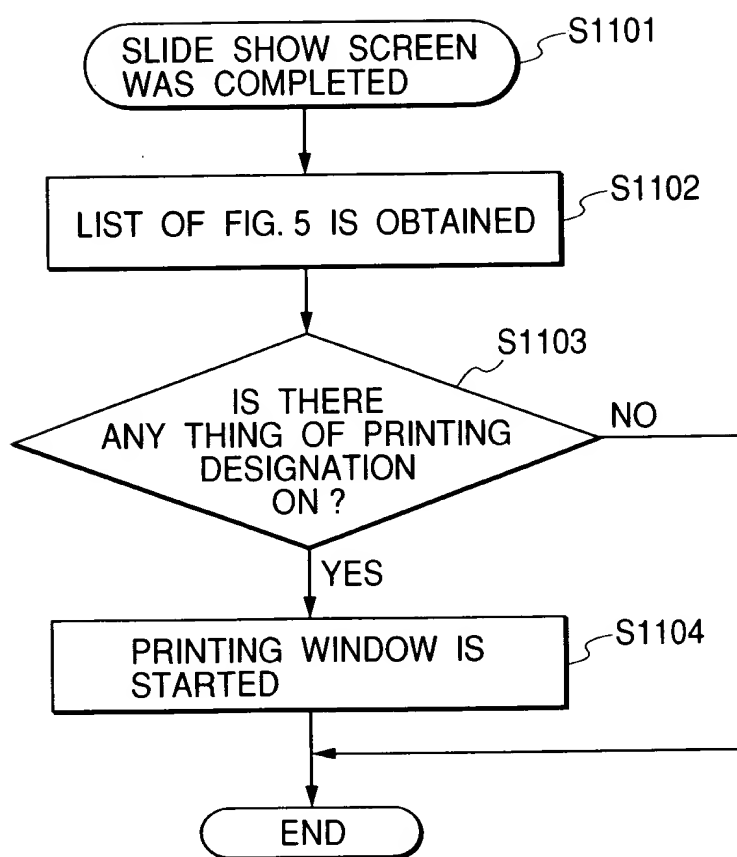 SLIDE SHOW SCREEN
WAS COMPLETED
S1101
LIST OF FIG. 5 IS OBTAINED
S1102
IS THERE
ANY THING OF PRINTING
DESIGNATION
ON ?
S1103
NO
YES
PRINTING WINDOW IS
STARTED
S1104
END